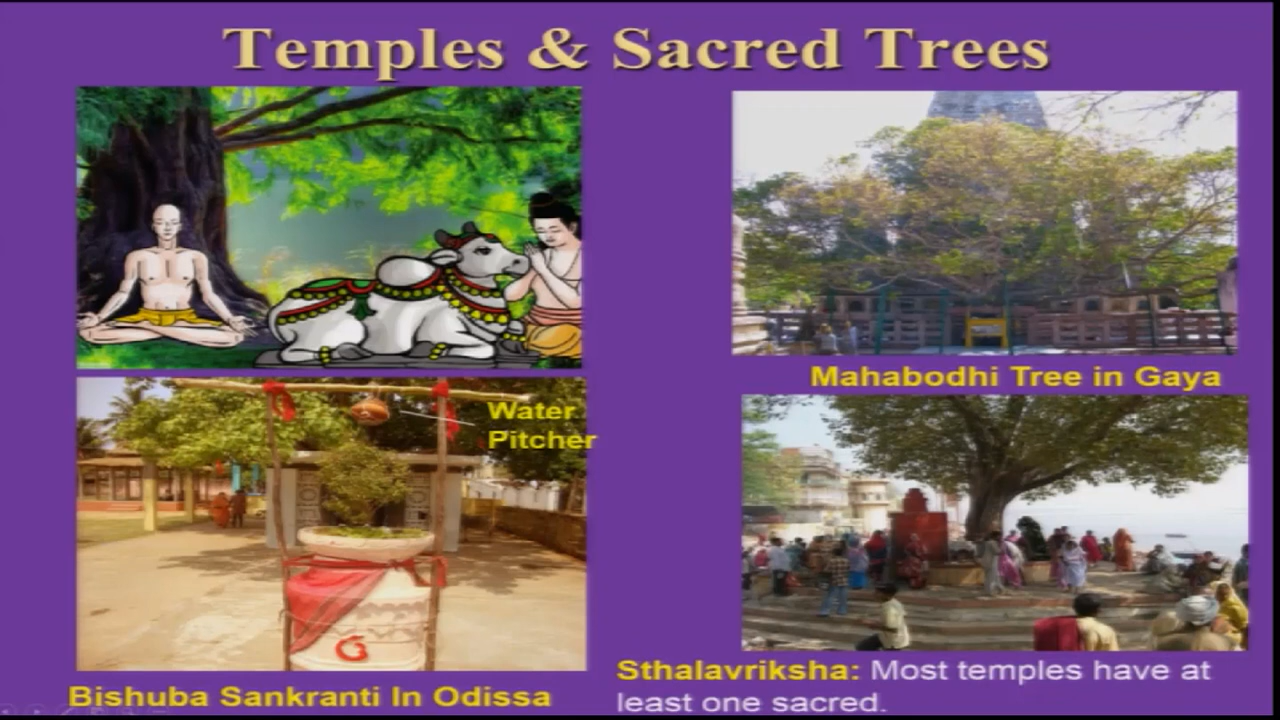 Temples & Sacred Trees
Water
Pitcher
Mahabodhi Tree in Gaya
Bishuba Sankranti In Odissa
Sthalavriksha: Most temples have at
least one sacred.